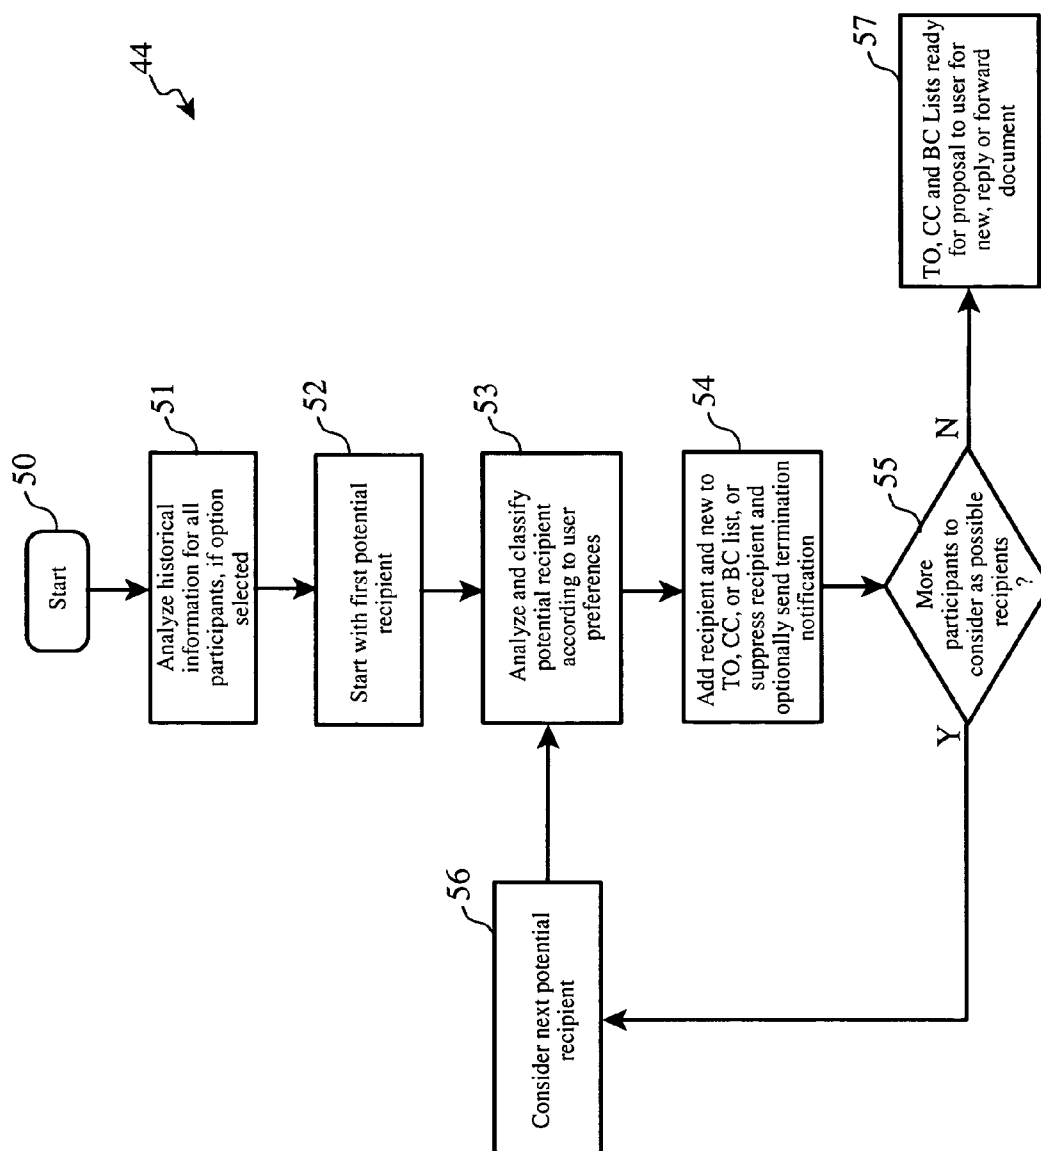 44
50
Start
51
Analyze historical
information for all
participants, if option
selected
52
Start with first potential
recipient
53
Analyze and classify
potential recipient
according to user
preferences
54
Add recipient and new to
TO, CC, or BC list, or
suppress recipient and
optionally send termination
notification
55
More
participants to
consider as possible
recipients
?
Y
N
56
Consider next potential
recipient
57
TO, CC and BC Lists ready
for proposal to user for
new, reply or forward
document